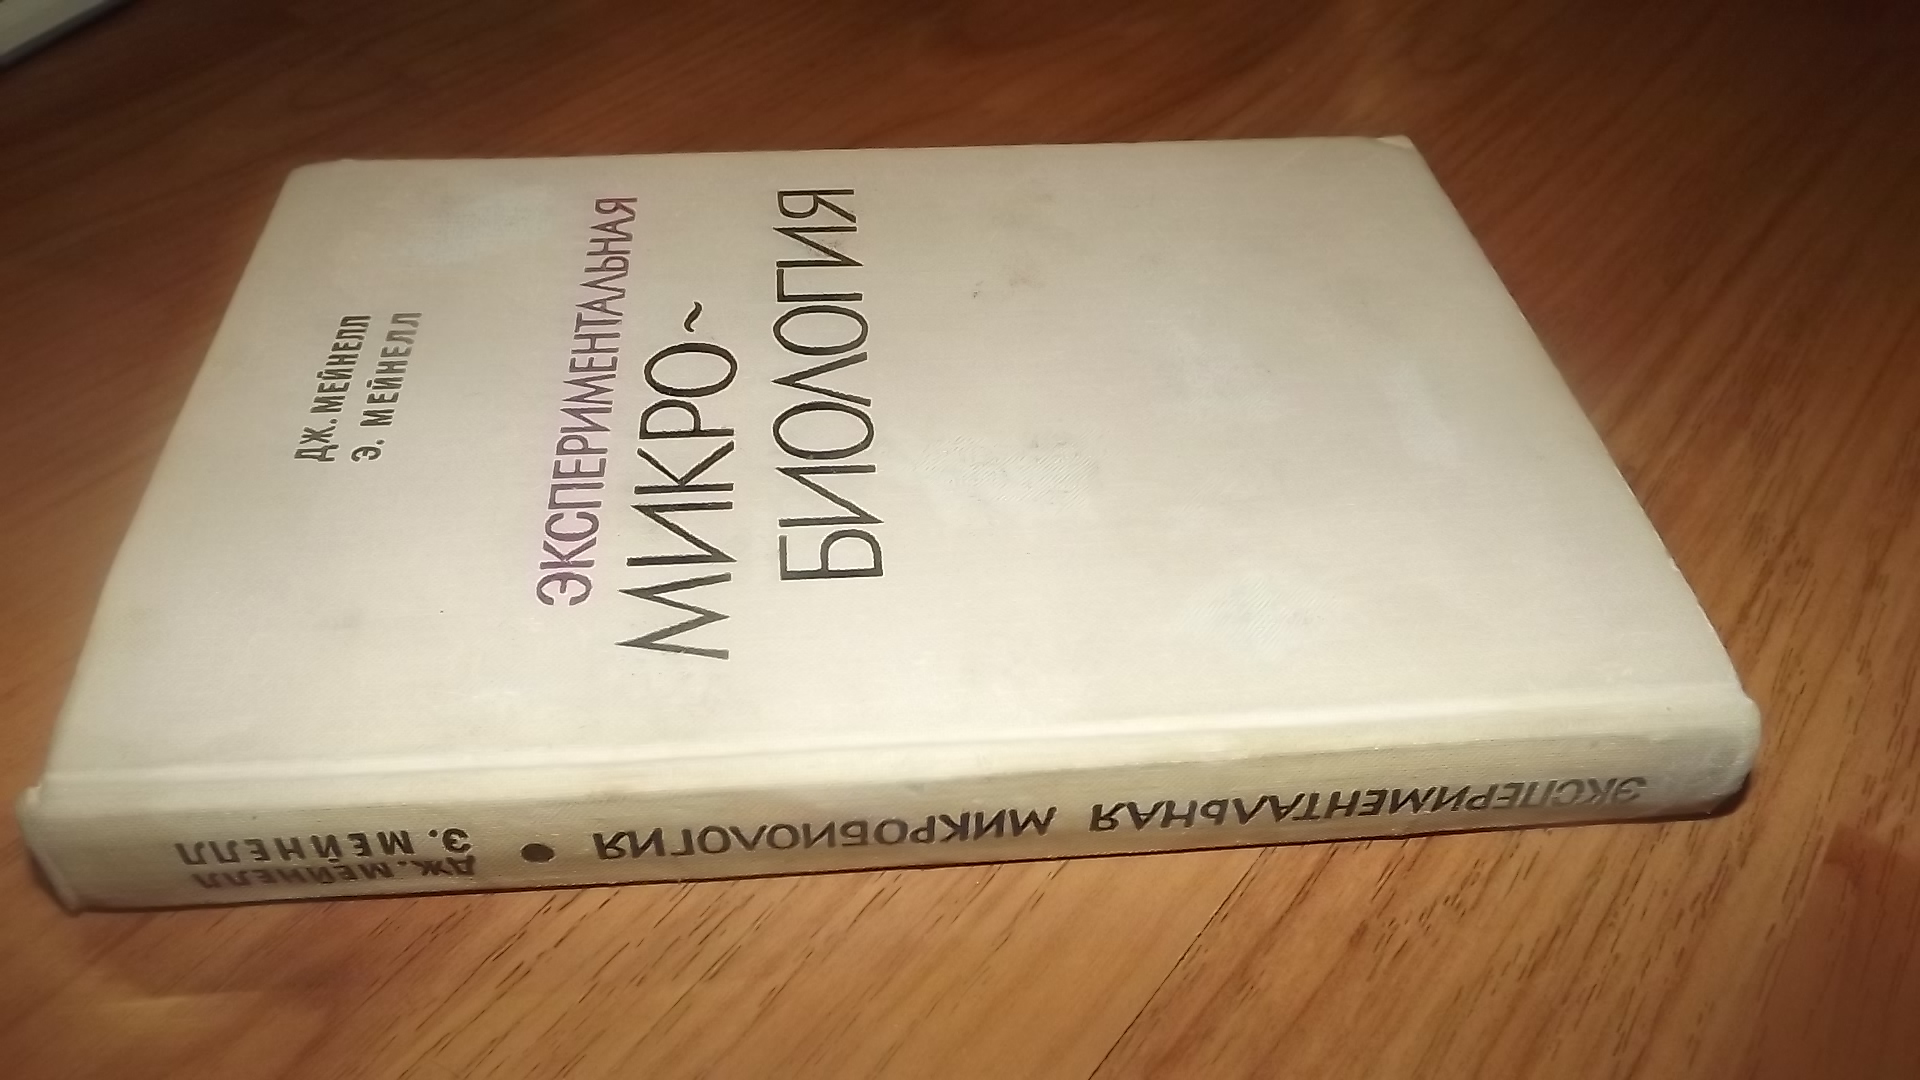 ДЖ. МЕЙНЕЛЛ
Э. МЕЙНЕЛЛ
ЭКСПЕРИМЕНТАЛЬНАЯ
МИКРО~
БИОЛОГИЯ
ДЖ. МЕЙНЕЛЛ
Э. МЕЙНЕЛЛ
• ЭКСПЕРИМЕНТАЛЬНАЯ МИКРОБИОЛОГИЯ